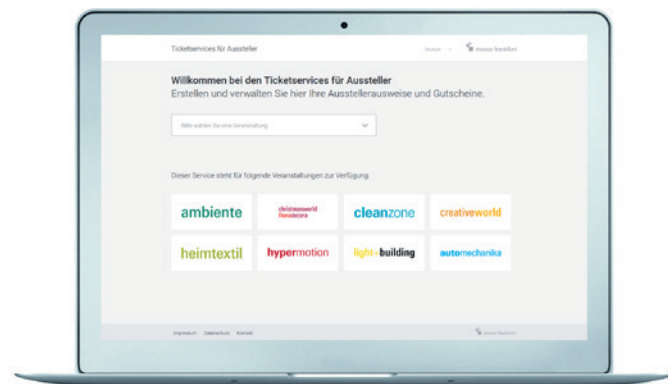 Ticketservices für Aussteller
Deutsch
messe frankfurt
Willkommen bei den Ticketservices für Aussteller
Erstellen und verwalten Sie hier Ihre Ausstellerausweise und Gutscheine.
Bitte wählen Sie eine Veranstaltung
Dieser Service steht für folgende Veranstaltungen zur Verfügung:
ambiente
christmasworld
floradecora
cleanzone
creativeworld
heimtextil
hypermotion
light+building
automechanika
Impressum Datenschutz Kontakt
messe frankfurt